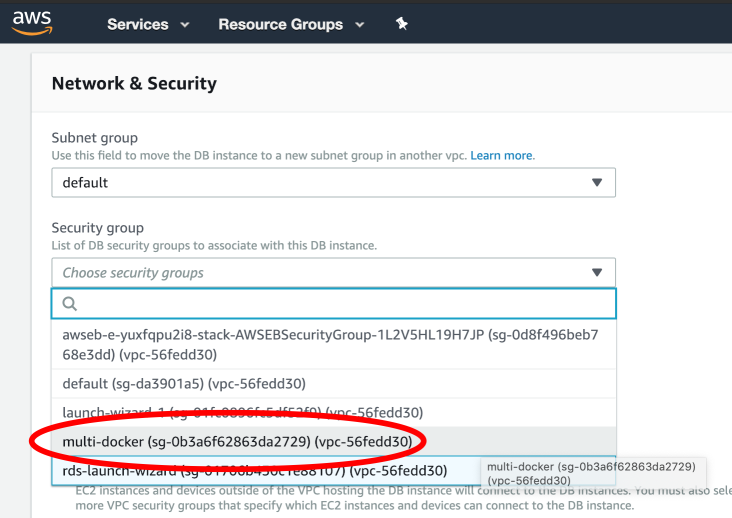 aws
Services
Resource Groups
Network & Security
Subnet group
Use this field to move the DB instance to a new subnet group in another vpc. Learn more.
default
Security group
List of DB security groups to associate with this DB instance.
Choose security groups
awseb-e-yuxfqpu2i8-stack-AWSEBSecurityGroup-1L2V5HL19H7JP (sg-0d8f496beb7
68e3dd) (vpc-56fedd30)
default (sg-da3901a5) (vpc-56fedd30)
launch-wizard-1 (vpc-56fedd30)
multi-docker (sg-0b3a6f62863da2729) (vpc-56fedd30)
rds-launch-wizard (vpc-56fedd30)
multi-docker (sg-0b3a6f62863da2729)
(vpc-56fedd30)
EC2 instances and devices outside of the VPC hosting the DB instance will connect to the DB instances. You must also sele
more VPC security groups that specify which EC2 instances and devices can connect to the DB instance.